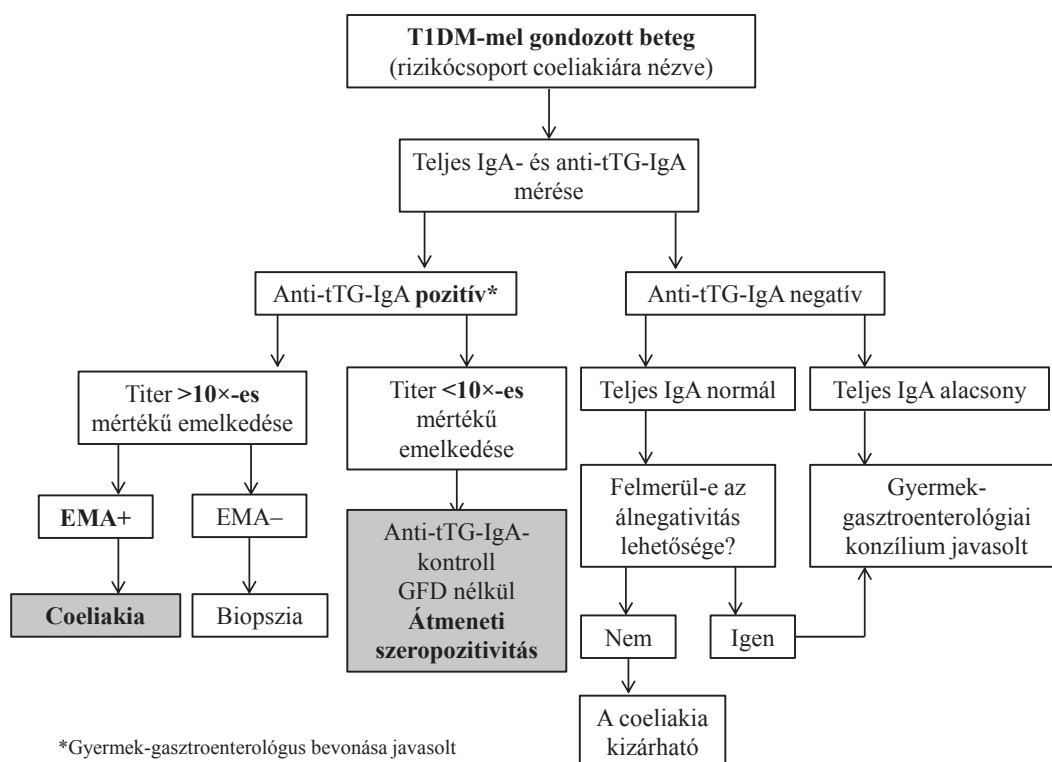 T1DM-mel gondozott beteg
(rizikócsoport coeliakiára nézve)
Teljes IgA- és anti-tTG-IgA
mérése
Anti-tTG-IgA pozitív*
Anti-tTG-IgA negatív
Titer >10×-es
mértékű emelkedése
Titer <10×-es
mértékű
emelkedése
Teljes IgA normál
Teljes IgA alacsony
EMA+
EMA–
Anti-tTG-IgA-
kontroll
GFD nélkül
Átmeneti
szeropozitivitás
Felmerül-e az
álnegativitás
lehetősége?
Gyermek-
gasztroenterológiai
konzílium javasolt
Coeliakia
Biopszia
Nem
Igen
A coeliakia
kizárható
*Gyermek-gasztroenterológus bevonása javasolt